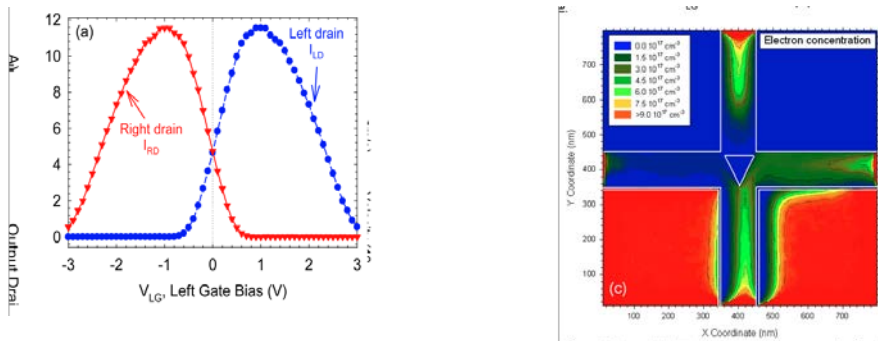 (a)
Left drain
I_LD
Right drain
I_RD
12
10
8
6
4
2
0
-3 -2 -1 0 1 2 3
V_LG, Left Gate Bias (V)
Electron concentration
0.0 10^17 cm^-3
1.5 10^17 cm^-3
3.0 10^17 cm^-3
4.5 10^17 cm^-3
6.0 10^17 cm^-3
7.5 10^17 cm^-3
>9.0 10^17 cm^-3
Y Coordinate (nm)
700
600
500
400
300
200
100
(c)
100 200 300 400 500 600 700
X Coordinate (nm)